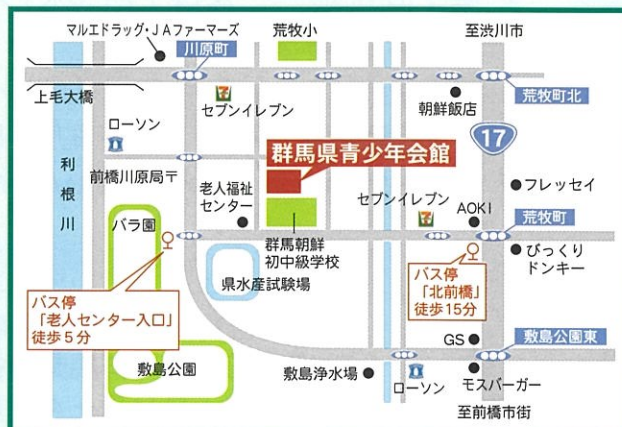 マルエドラッグ・JAファーマーズ
荒牧小
至渋川市
川原町
上毛大橋
セブンイレブン
朝鮮飯店
荒牧町北
ローソン
群馬県青少年会館
17
利根川
前橋川原局〒
老人福祉
センター
セブンイレブン
フレッセイ
AOKI
荒牧町
バラ園
群馬朝鮮
初中級学校
びっくり
ドンキー
県水産試験場
バス停
「老人センター入口」
徒歩5分
バス停
「北前橋」
徒歩15分
GS
敷島公園東
敷島公園
敷島浄水場
ローソン
モスバーガー
至前橋市街